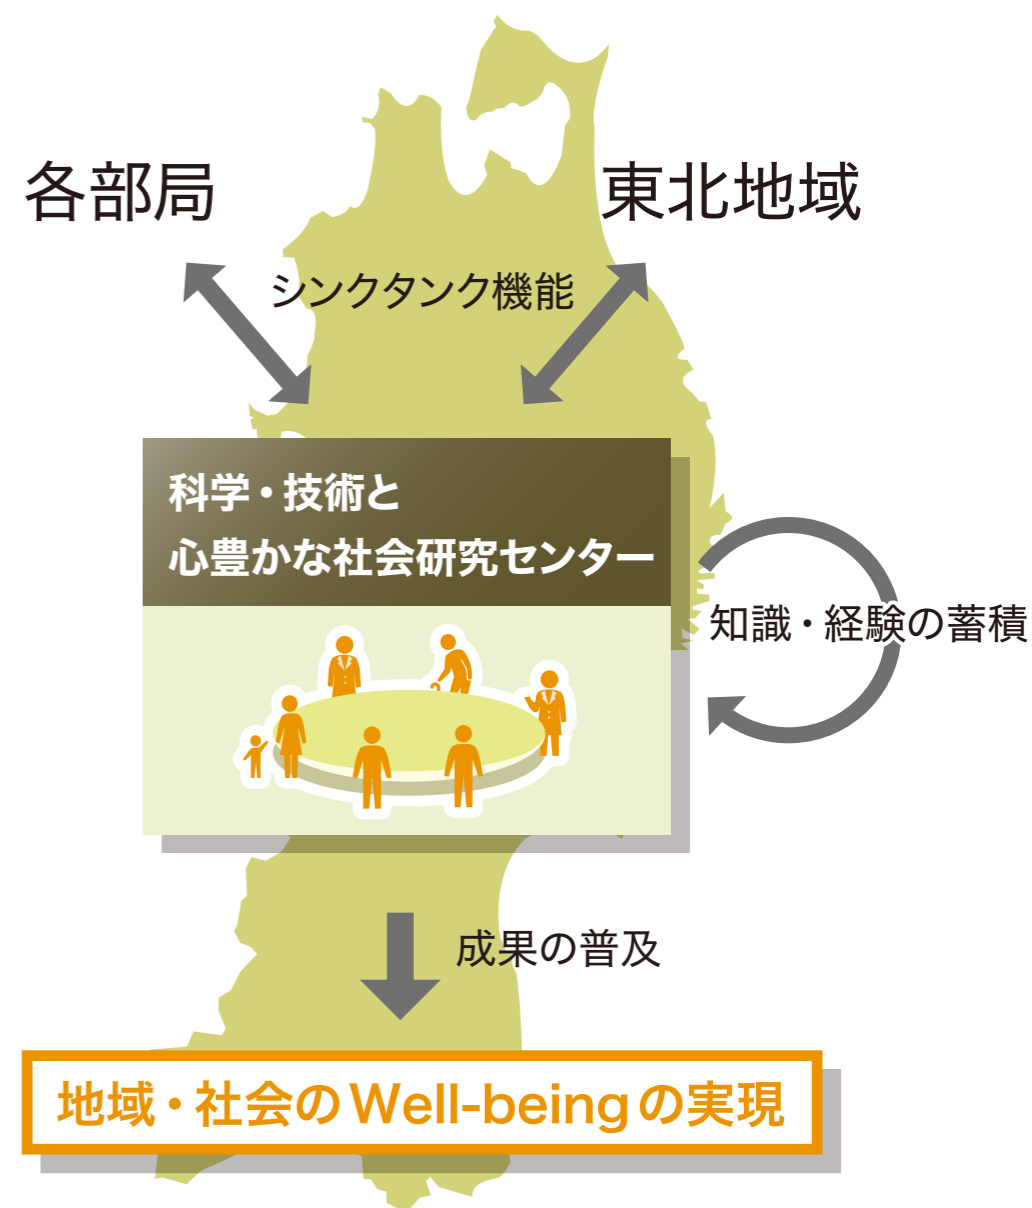 各部局
東北地域
シンクタンク機能
科学・技術と
心豊かな社会研究センター
知識・経験の蓄積
成果の普及
地域・社会のWell-beingの実現